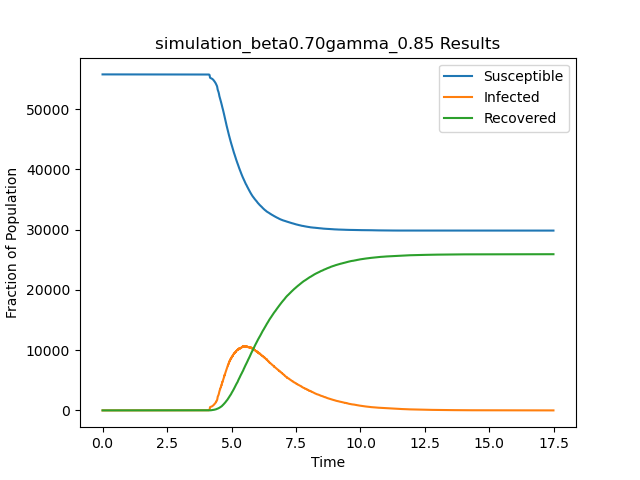 simulation_beta0.70gamma_0.85 Results
Susceptible
Infected
Recovered
Fraction of Population
50000
40000
30000
20000
10000
0
0.0 2.5 5.0 7.5 10.0 12.5 15.0 17.5
Time